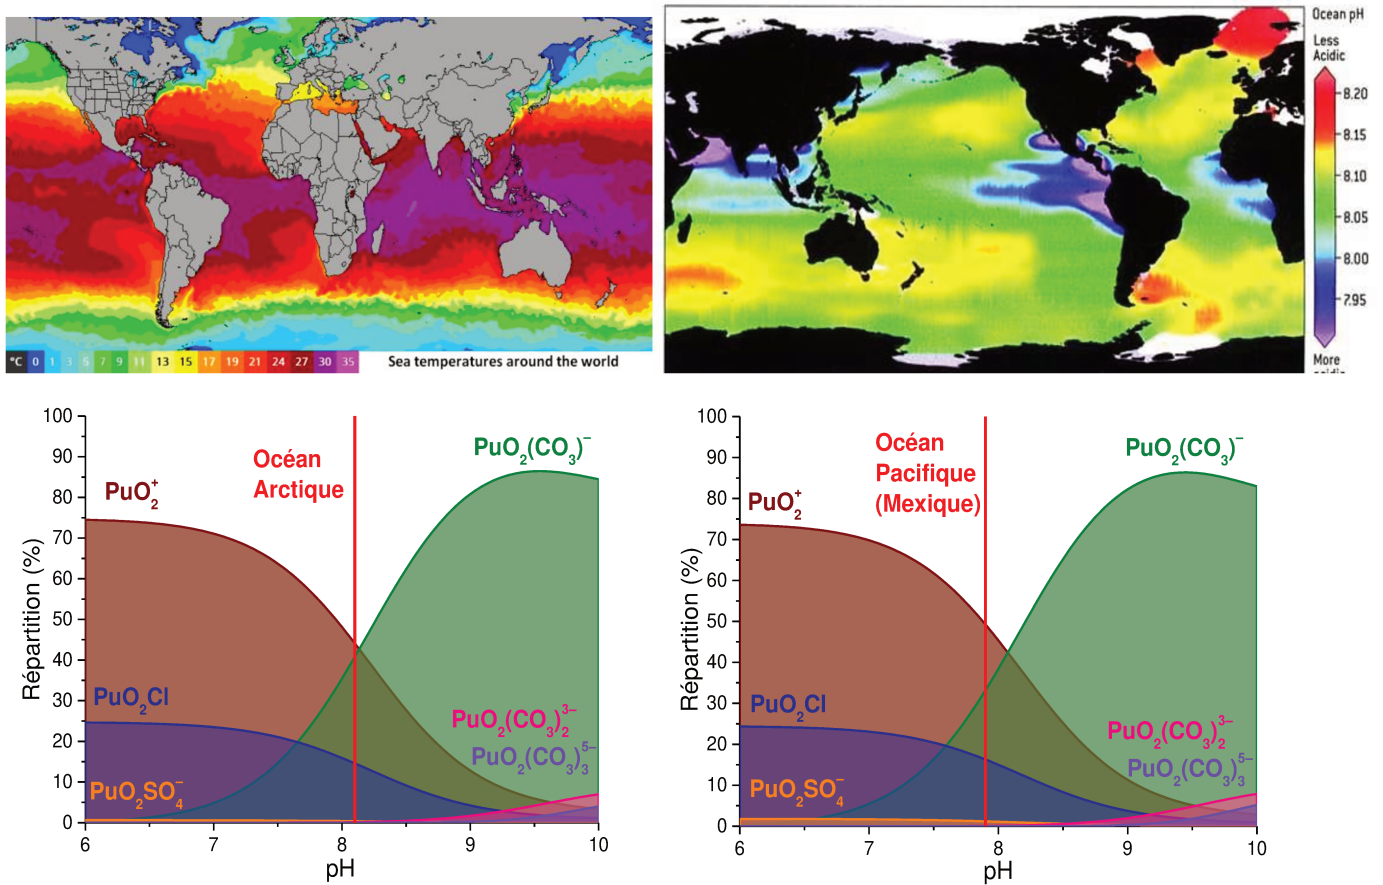 °C 0 1 3 5 7 9 11 13 15 17 19 21 24 27 30 35
Sea temperatures around the world
Ocean pH
Less
Acidic
8.20
8.15
8.10
8.05
8.00
7.95
More
100
90
80
70
60
50
40
30
20
10
0
Répartition (%)
6 7 8 9 10
pH
Océan
Arctique
PuO₂⁺
PuO₂(CO₃)⁻
PuO₂Cl
PuO₂(CO₃)₂³⁻
PuO₂(CO₃)₃⁵⁻
PuO₂SO₄⁻
100
90
80
70
60
50
40
30
20
10
0
Répartition (%)
6 7 8 9 10
pH
Océan
Pacifique
(Mexique)
PuO₂⁺
PuO₂(CO₃)⁻
PuO₂Cl
PuO₂(CO₃)₂³⁻
PuO₂(CO₃)₃⁵⁻
PuO₂SO₄⁻